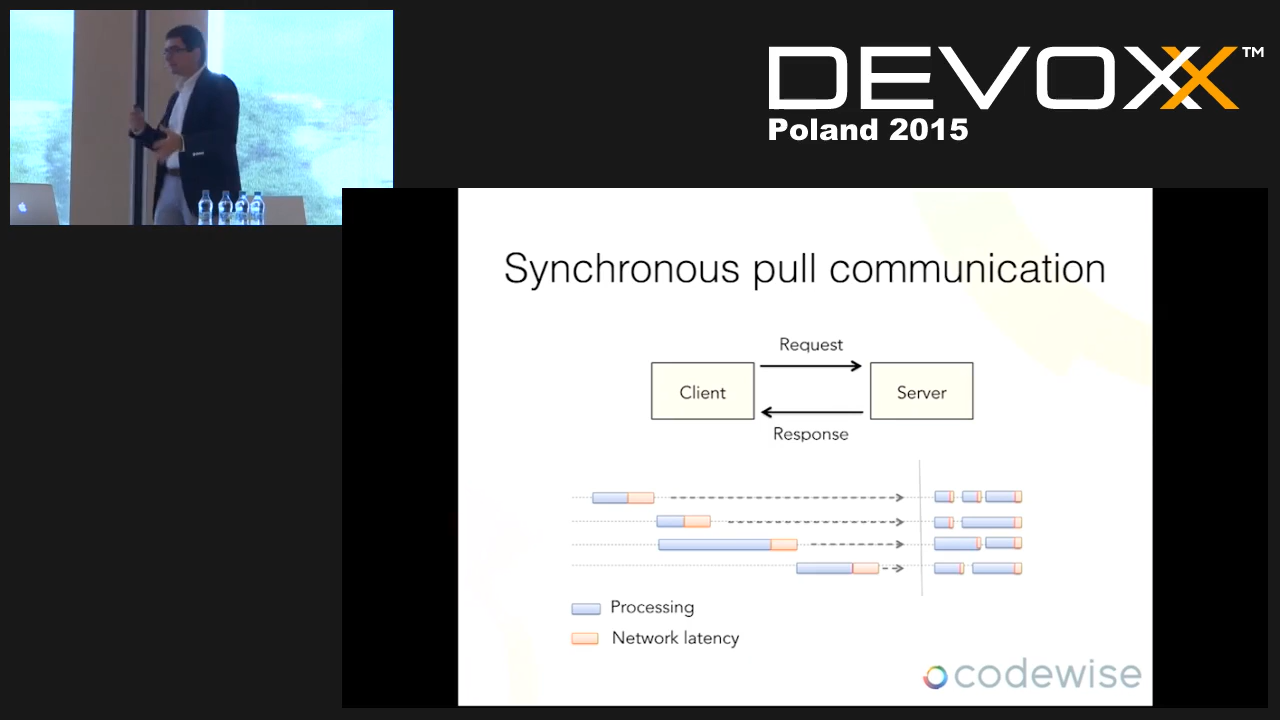 DEVOXX™
Poland 2015
Synchronous pull communication
Request
Client
Server
Response
Processing
Network latency
codewise